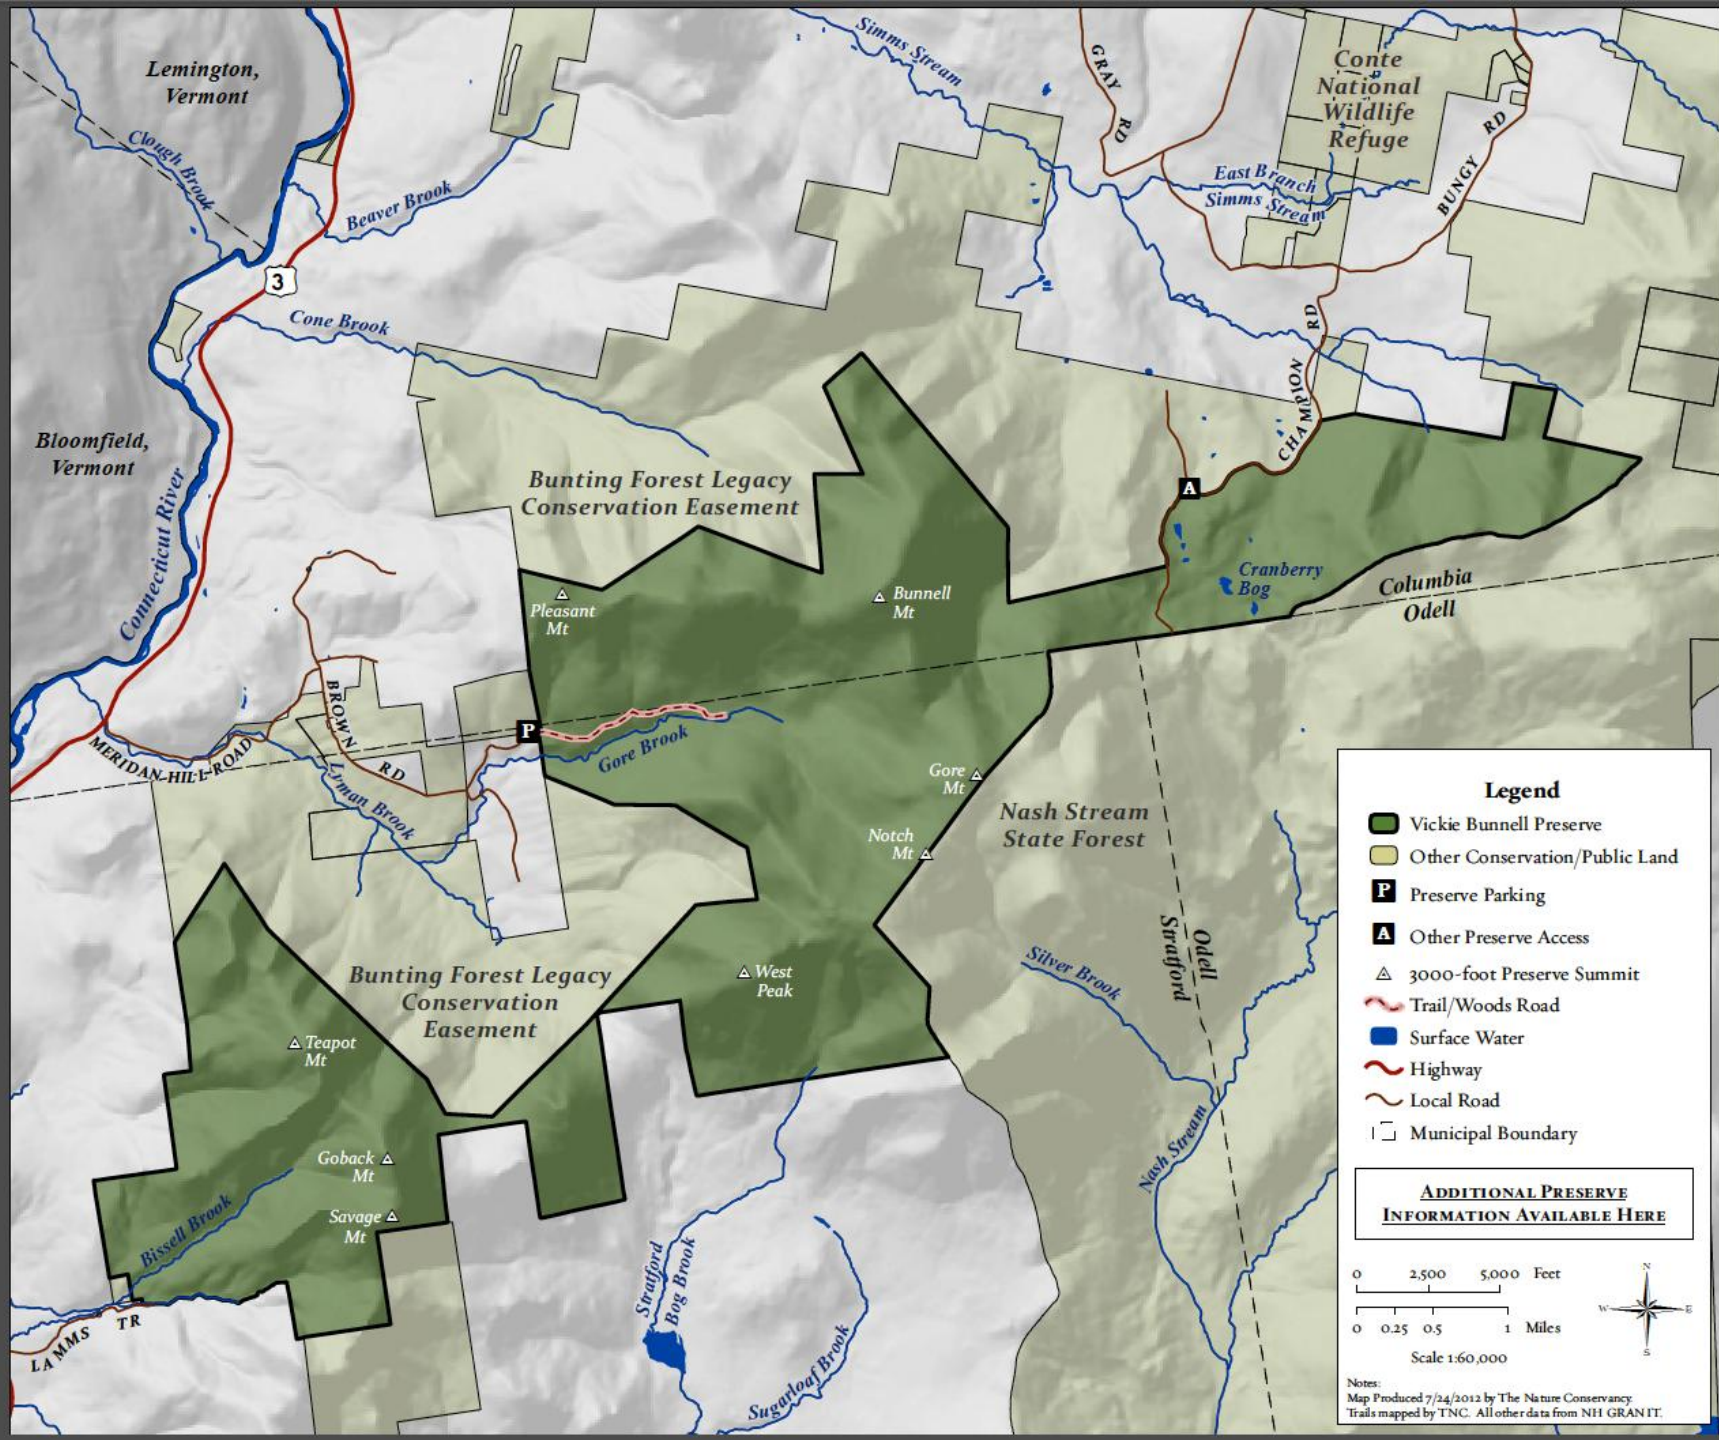 Lemington,
Vermont
Clough Brook
Beaver Brook
Simms Stream
GRAY
RD
Conte
National
Wildlife
Refuge
BUNGY
RD
East Branch
Simms Stream
3
Cone Brook
CHAMPION
RD
Bloomfield,
Vermont
Connecticut River
Bunting Forest Legacy
Conservation Easement
A
Cranberry
Bog
Columbia
Odell
Pleasant
Mt
Bunnell
Mt
BROWN
RD
MERIDAN HILL ROAD
P
Gore Brook
Lyman Brook
Gore
Mt
Notch
Mt
Nash Stream
State Forest
Odell
Strafford
Silver Brook
West
Peak
Bunting Forest Legacy
Conservation
Easement
Teapot
Mt
Goback
Mt
Savage
Mt
Bissell Brook
LAMMS TR
Stratford
Bog Brook
Sugarloaf Brook
Nash Stream
Legend
Vickie Bunnell Preserve
Other Conservation/Public Land
P Preserve Parking
A Other Preserve Access
3000-foot Preserve Summit
Trail/Woods Road
Surface Water
Highway
Local Road
Municipal Boundary
ADDITIONAL PRESERVE
INFORMATION AVAILABLE HERE
0 2,500 5,000 Feet
0 0.25 0.5 1 Miles
Scale 1:60,000
N
W
E
S
Notes:
Map Produced 7/24/2012 by The Nature Conservancy.
Trails mapped by TNC. All other data from NH GRANIT.